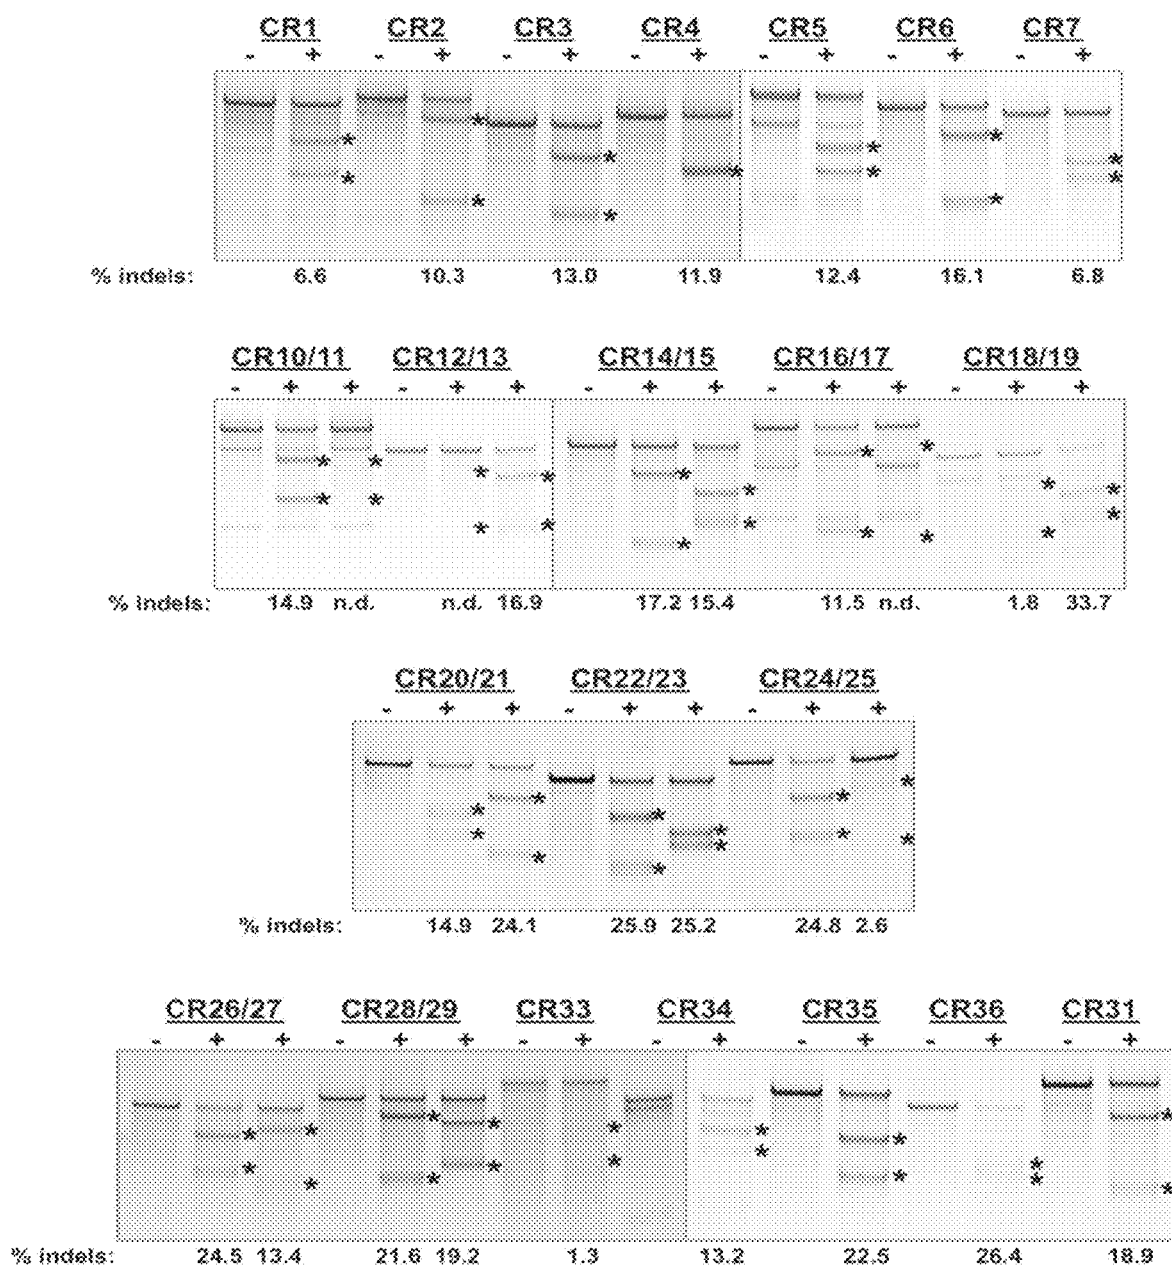 CR1 CR2 CR3 CR4 CR5 CR6 CR7
- + - + - + - + - + - + - +
* * * * * * * * * * * * *
% indels: 6.6 10.3 13.0 11.9 12.4 16.1 6.8
CR10/11 CR12/13 CR14/15 CR16/17 CR18/19
- + + - + + - + + - + + - + +
* * * * * * * * * * * * * * * * * * * *
% indels: 14.9 n.d. n.d. 16.9 17.2 15.4 11.5 n.d. 1.8 33.7
CR20/21 CR22/23 CR24/25
- + + - + + - + +
* * * * * * * * * * * *
% indels: 14.9 24.1 25.9 25.2 24.8 2.6
CR26/27 CR28/29 CR33 CR34 CR35 CR36 CR31
- + + - + + - + - + - + - + - +
* * * * * * * * * * * * * * * * * *
% indels: 24.5 13.4 21.6 19.2 1.3 13.2 22.5 26.4 18.9